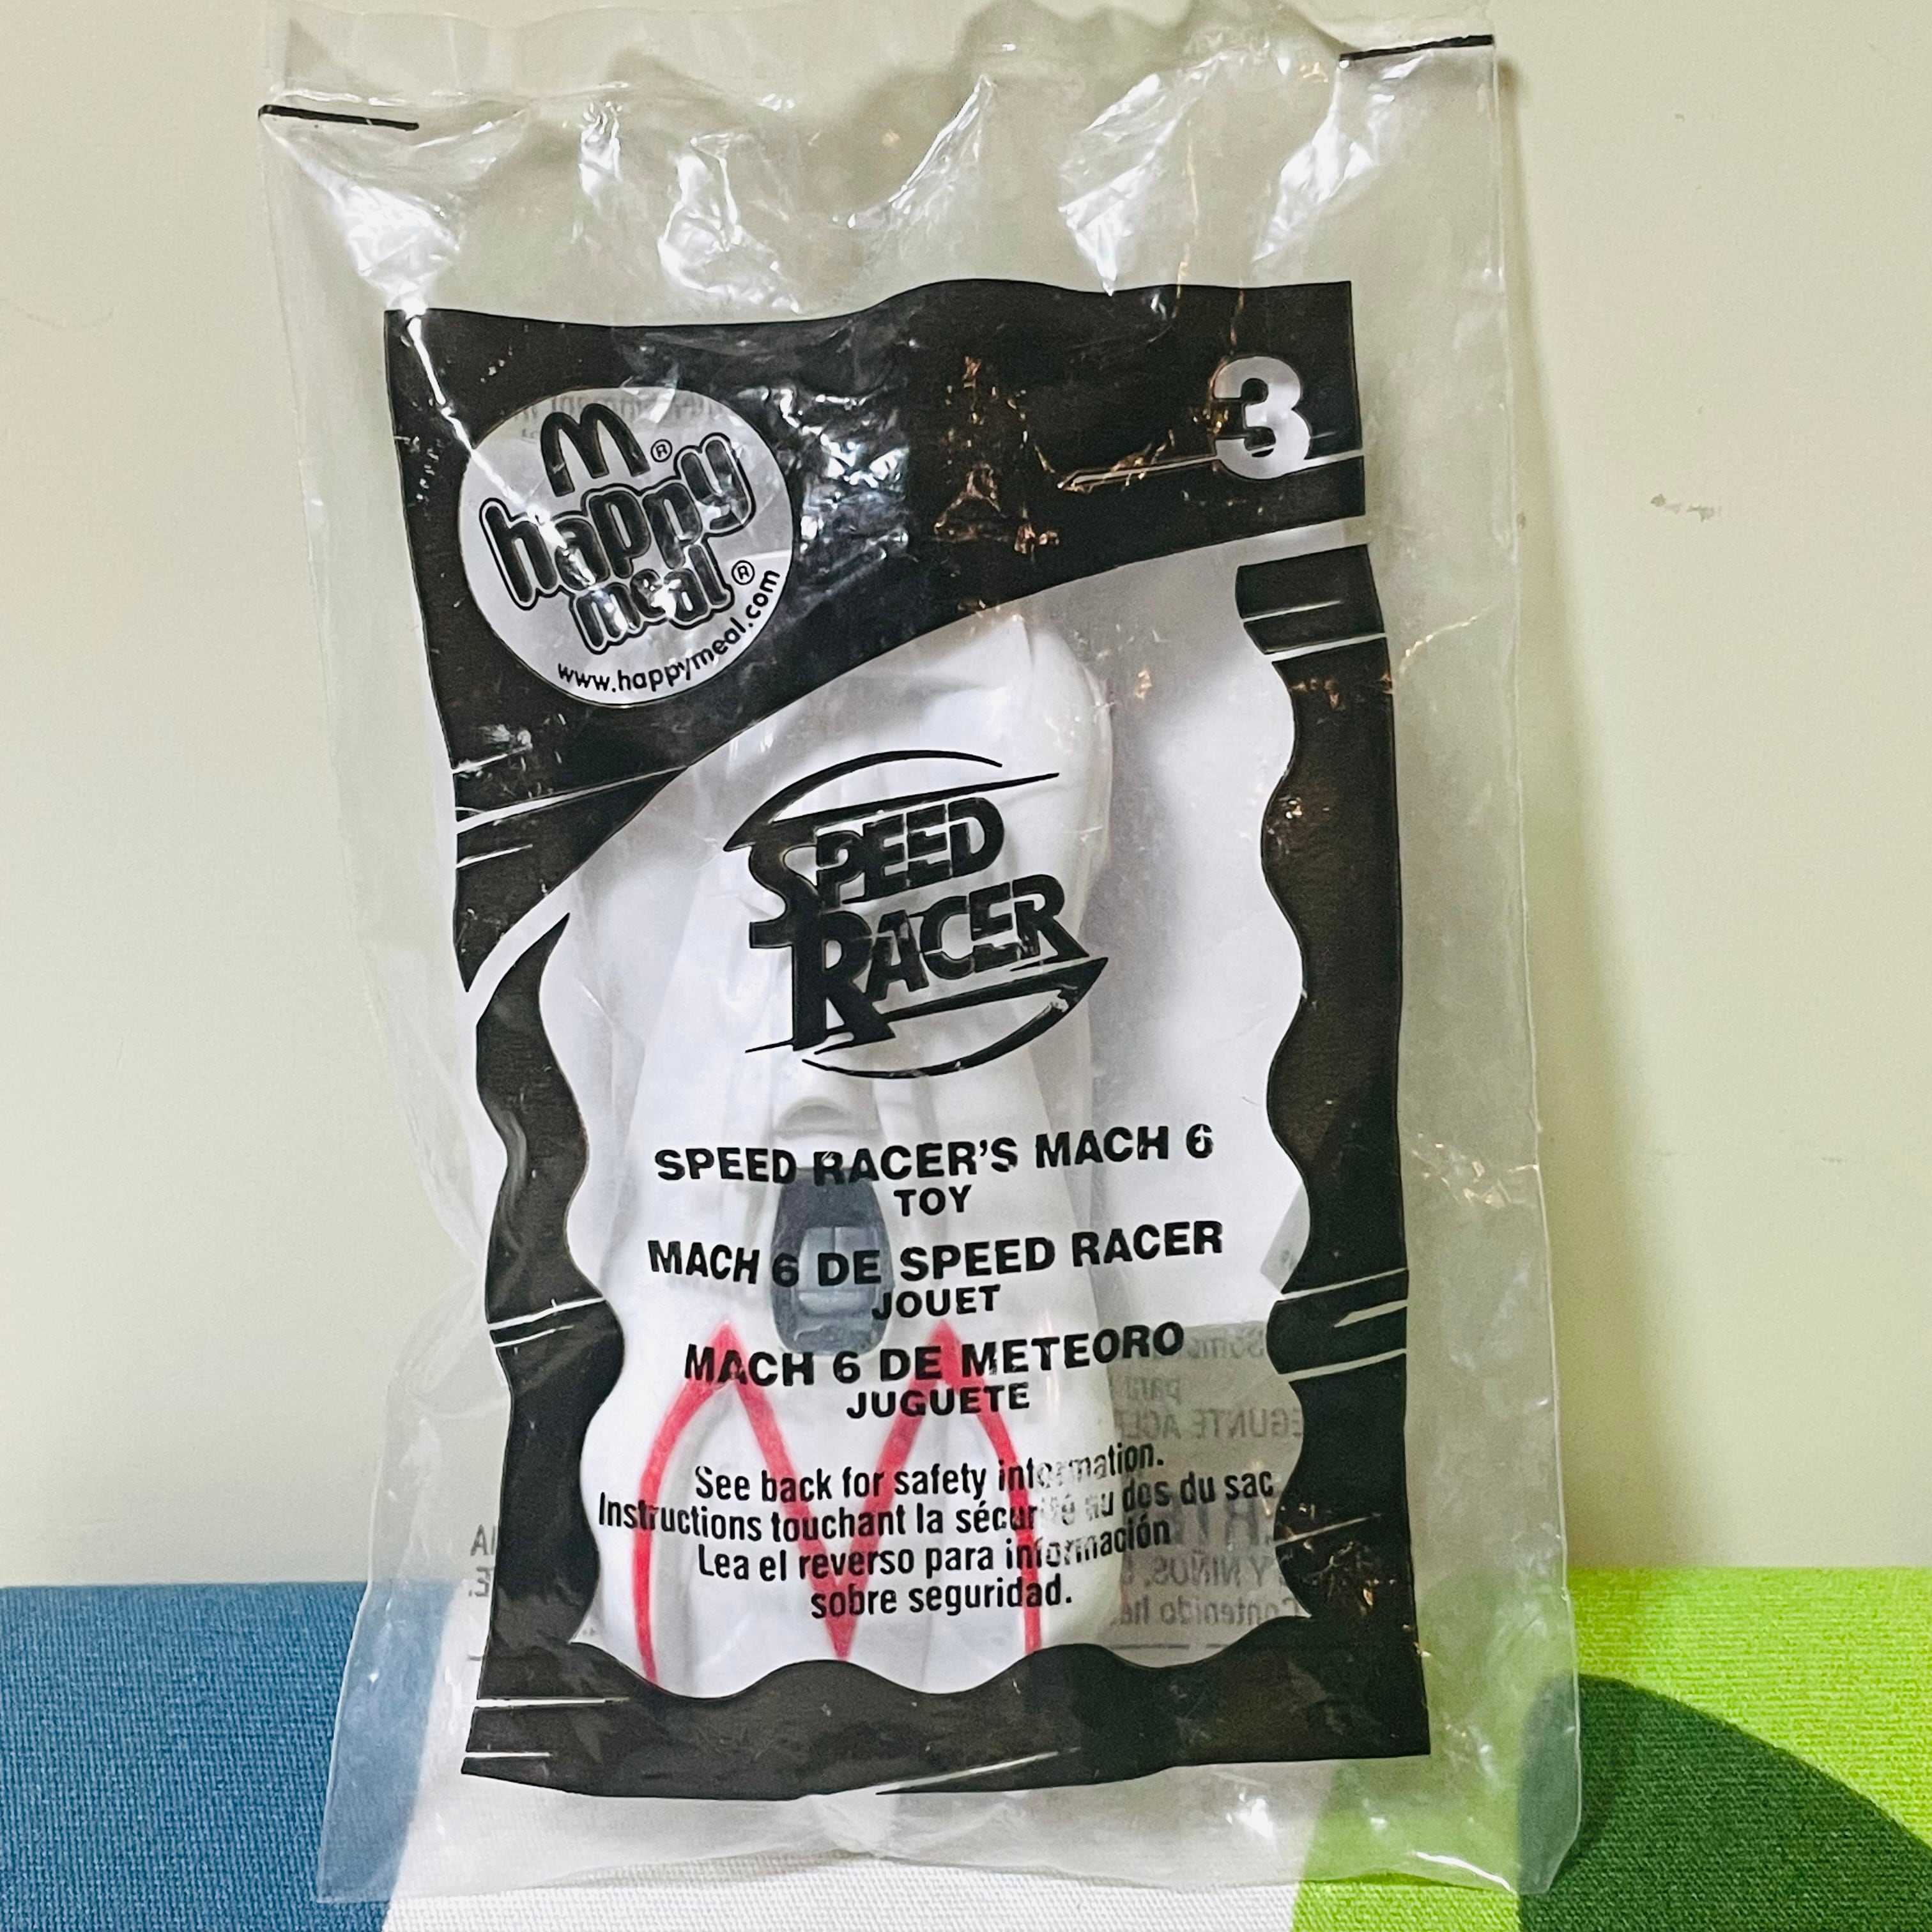 3
happy®
meal®
www.happymeal.com
SPEED
RACER
SPEED RACER'S MACH 6
TOY
MACH 6 DE SPEED RACER
JOUET
MACH 6 DE METEORO
JUGUETE
See back for safety information.
Instructions touchant la sécurité au dos du sac
Lea el reverso para información
sobre seguridad.